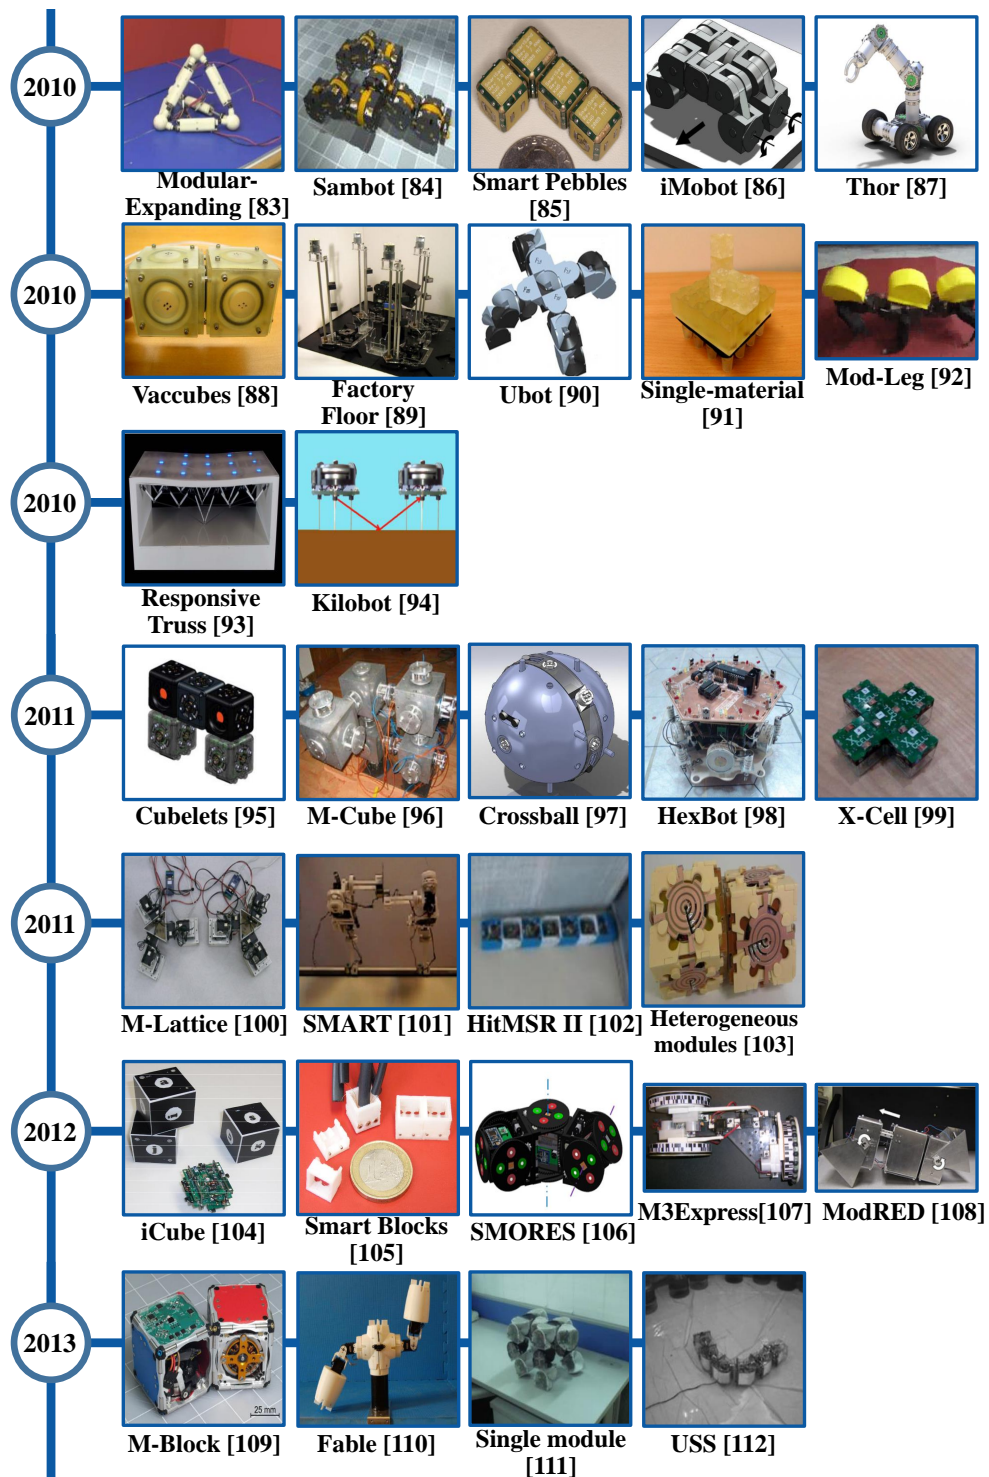 2010
Modular-
Expanding [83]
Sambot [84]
Smart Pebbles
[85]
iMobot [86]
Thor [87]
2010
Vaccubes [88]
Factory
Floor [89]
Ubot [90]
Single-material
[91]
Mod-Leg [92]
2010
Responsive
Truss [93]
Kilobot [94]
2011
Cubelets [95]
M-Cube [96]
Crossball [97]
HexBot [98]
X-Cell [99]
2011
M-Lattice [100]
SMART [101]
HitMSR II [102]
Heterogeneous
modules [103]
2012
iCube [104]
Smart Blocks
[105]
SMORES [106]
M3Express[107]
ModRED [108]
2013
25 mm
M-Block [109]
Fable [110]
Single module
[111]
USS [112]